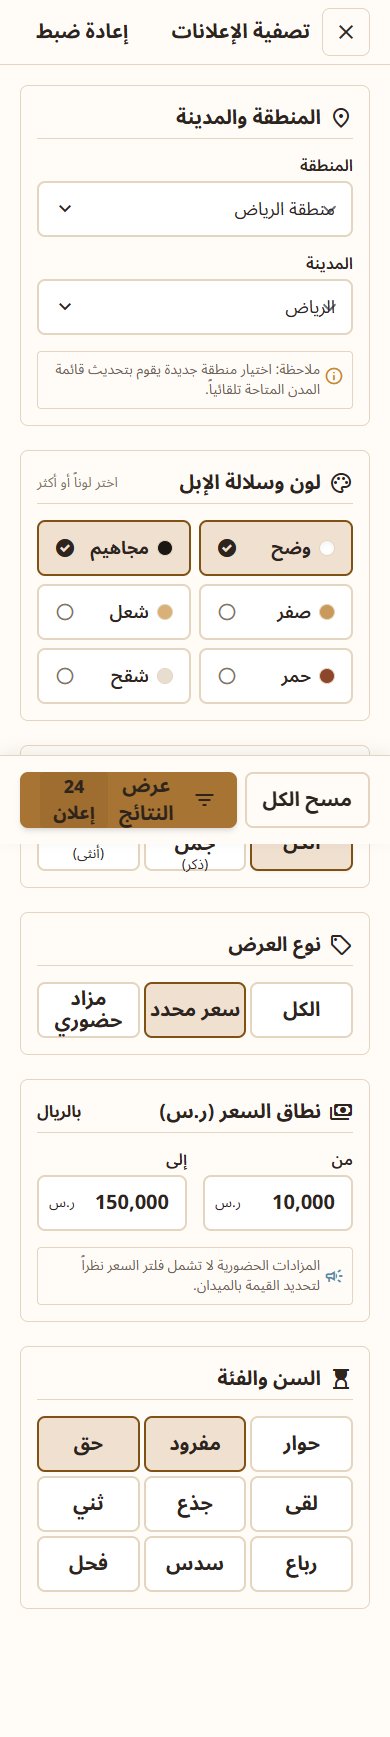 تصفية الإعلانات
إعادة ضبط
المنطقة والمدينة
المنطقة
منطقة الرياض
المدينة
الرياض
ملاحظة: اختيار منطقة جديدة يقوم بتحديث قائمة
المدن المتاحة تلقائياً.
لون وسلالة الإبل
اختر لوناً أو أكثر
وضح
مجاهيم
صفر
شعل
حمر
شقح
مسح الكل
عرض
النتائج
24
إعلان
الكل
جمل
(ذكر)
(أنثى)
نوع العرض
الكل
سعر محدد
مزاد
حضوري
نطاق السعر (ر.س)
بالريال
من
إلى
10,000 ر.س
150,000 ر.س
المزادات الحضورية لا تشمل فلتر السعر نظراً
لتحديد القيمة بالميدان.
السن والفئة
حوار
مفرود
حق
لقى
جذع
ثني
رباع
سدس
فحل